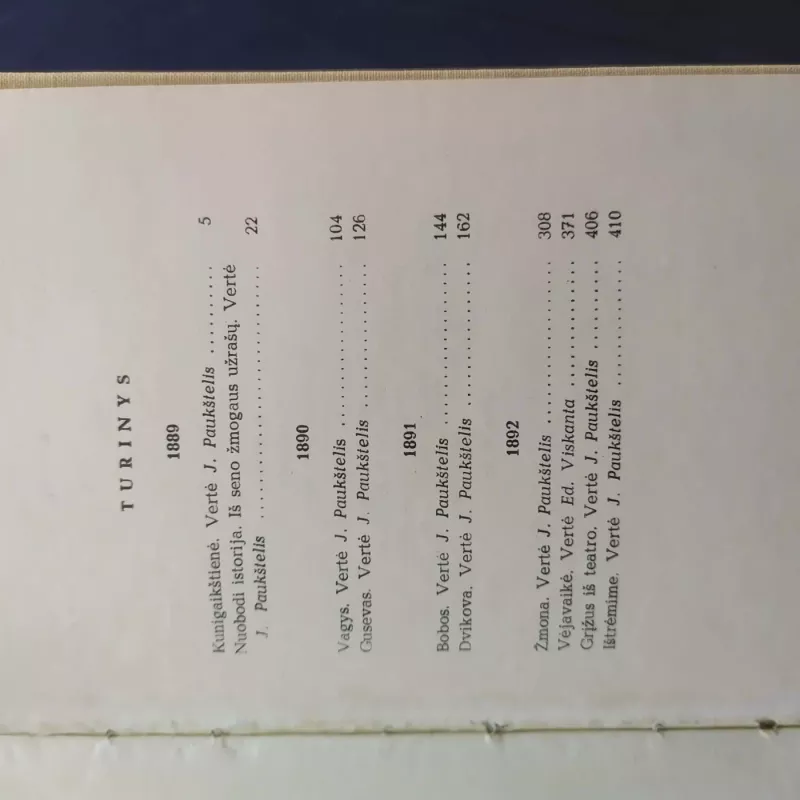 TURINYS
1889
Kunigaikštienė. Vertė J. Paukštelis .......... 5
Nuobodi istorija. Iš seno žmogaus užrašų. Vertė
J. Paukštelis ........................ 22
1890
Vagys. Vertė J. Paukštelis ................ 104
Gusevas. Vertė J. Paukštelis .............. 126
1891
Bobos. Vertė J. Paukštelis ................ 144
Dvikova. Vertė J. Paukštelis .............. 162
1892
Žmona. Vertė J. Paukštelis ................ 308
Vėjavaikė. Vertė Ed. Viskanta ............ 371
Grįžus iš teatro. Vertė J. Paukštelis ......... 406
Ištrėmime. Vertė J. Paukštelis ............ 410